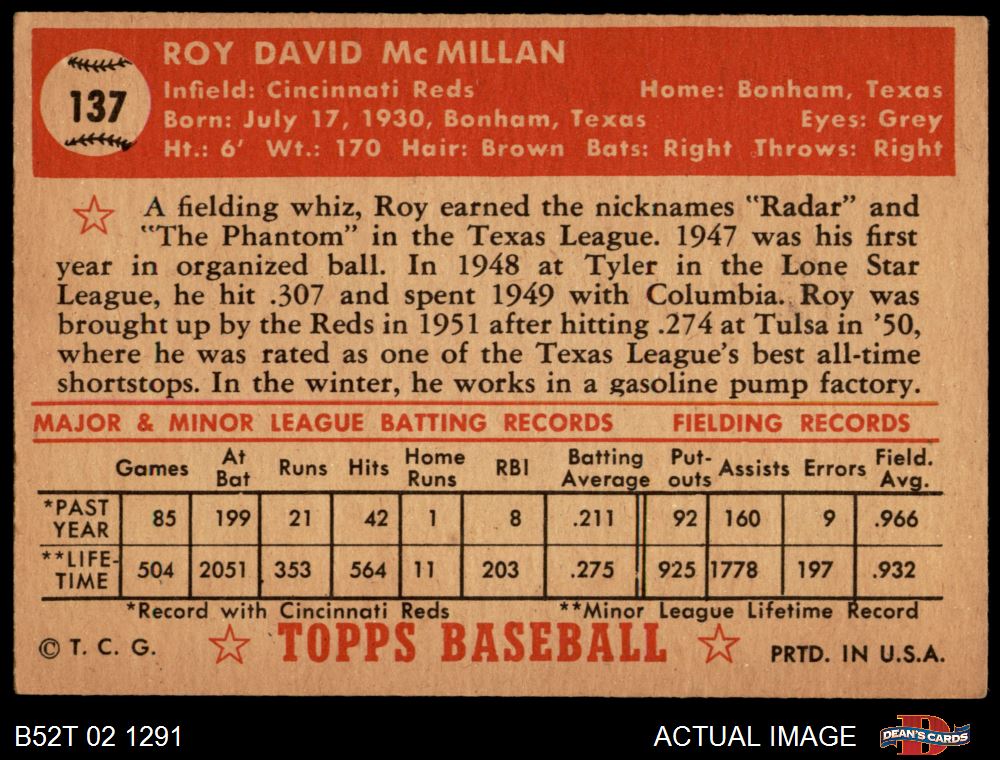 137
ROY DAVID McMILLAN
Infield: Cincinnati Reds Home: Bonham, Texas
Born: July 17, 1930, Bonham, Texas Eyes: Grey
Ht.: 6' Wt.: 170 Hair: Brown Bats: Right Throws: Right
A fielding whiz, Roy earned the nicknames "Radar" and
"The Phantom" in the Texas League. 1947 was his first
year in organized ball. In 1948 at Tyler in the Lone Star
League, he hit .307 and spent 1949 with Columbia. Roy was
brought up by the Reds in 1951 after hitting .274 at Tulsa in '50,
where he was rated as one of the Texas League's best all-time
shortstops. In the winter, he works in a gasoline pump factory.
MAJOR & MINOR LEAGUE BATTING RECORDS FIELDING RECORDS
Games At Bat Runs Hits Home Runs RBI Batting Average Put-outs Assists Errors Field. Avg.
*PAST YEAR 85 199 21 42 1 8 .211 92 160 9 .966
**LIFE-TIME 504 2051 353 564 11 203 .275 925 1778 197 .932
*Record with Cincinnati Reds **Minor League Lifetime Record
© T. C. G. TOPPS BASEBALL PRTD. IN U.S.A.
B52T 02 1291 ACTUAL IMAGE D DEAN'S CARDS